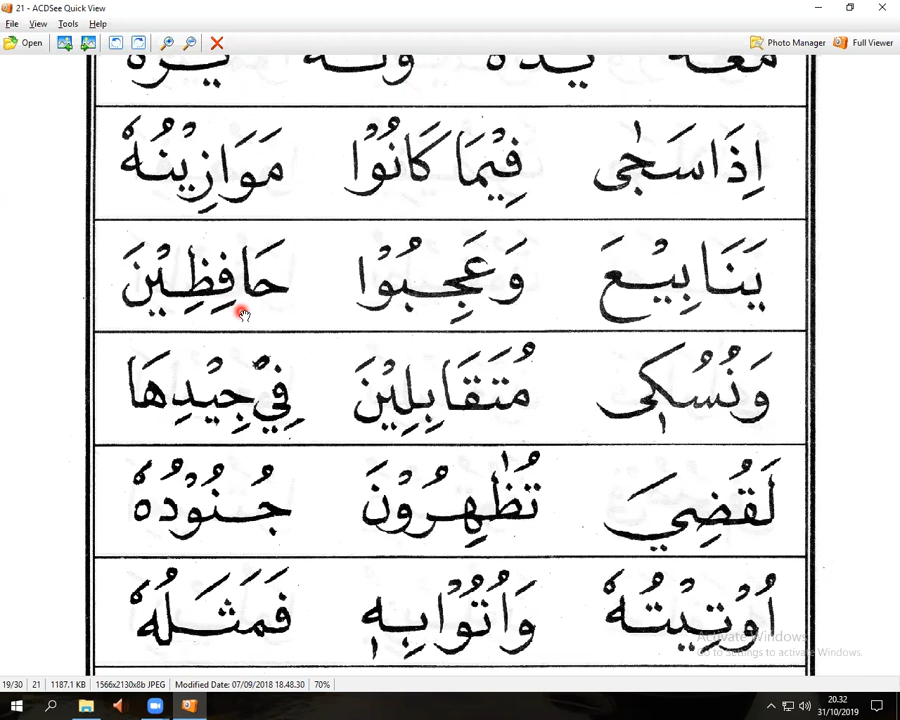 21 - ACDSee Quick View
File View Tools Help
Open Photo Manager Full Viewer
مَعَهٗ يَدَهٗ وَلَهٗ يَرَهٗ
اِذَاسَجٰى فِيْمَا كَانُوْا مَوَازِيْنُهٗ
يَنَابِيْعَ وَعَجِبُوْا حَافِظِيْنَ
وَنُسُكِٖى مُتَقَابِلِيْنَ فِيْ جِيْدِهَا
لَقُضِيَ تُظٰهِرُوْنَ جُنُوْدُهٗ
اُوْتِيْتُهٗ وَاُتُوْابِهٖ فَمَثَلُهٗ
Activate Windows
Go to Settings to activate Windows.
19/30 21 1187.1 KB 1566x2130x8b JPEG Modified Date: 07/09/2018 18.48.30 70%
20.32
31/10/2019